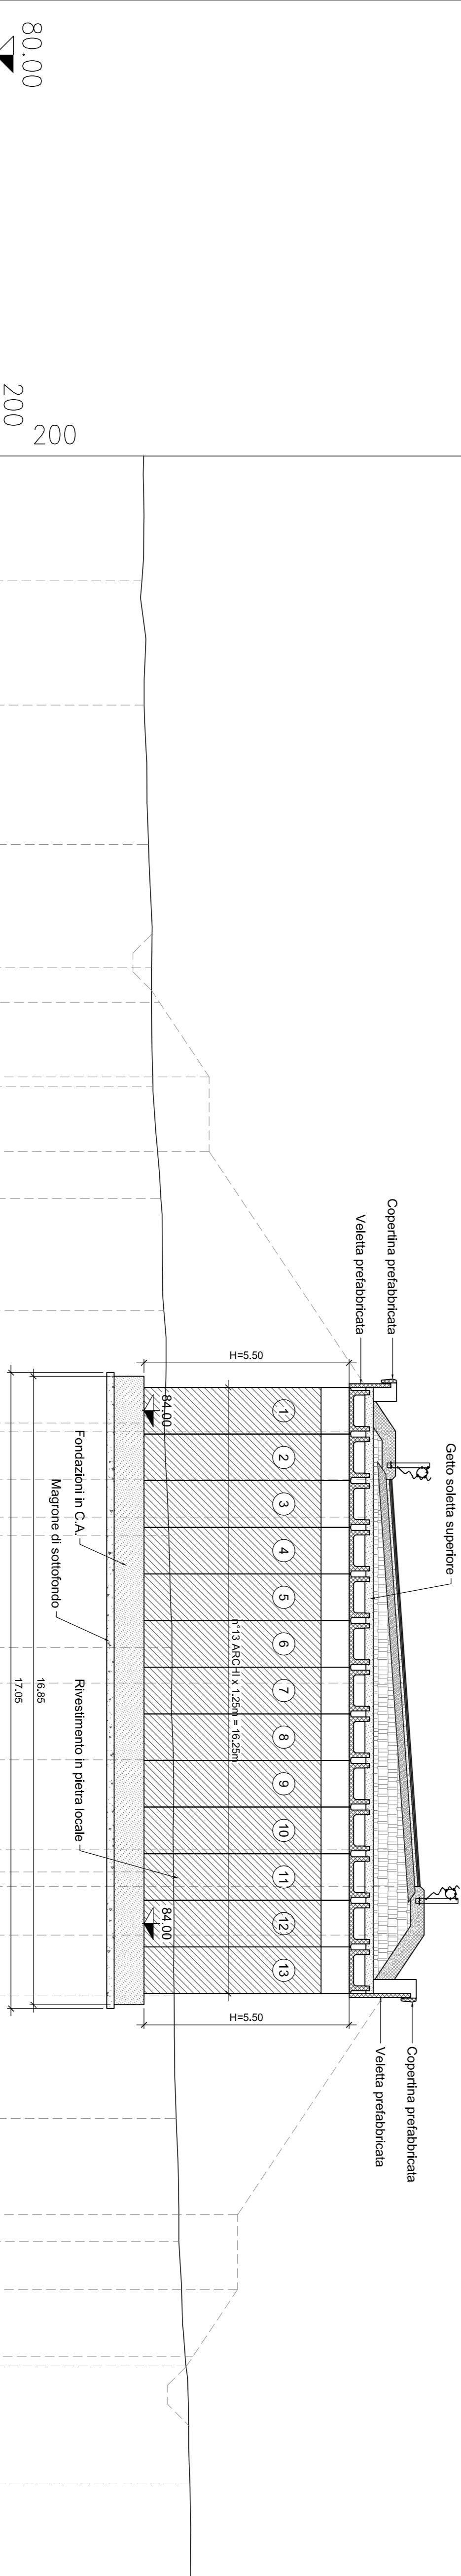 80.00
200
200
Copertina prefabbricata
Veletta prefabbricata
Getto soletta superiore
H=5.50
84.00
1
2
3
4
5
6
7
8
9
10
11
12
13
n°13 ARCHI x 1,25m = 16,25m
84.00
H=5.50
Copertina prefabbricata
Veletta prefabbricata
Fondazioni in C.A.
Magrone di sottofondo
Rivestimento in pietra locale
16.85
17.05